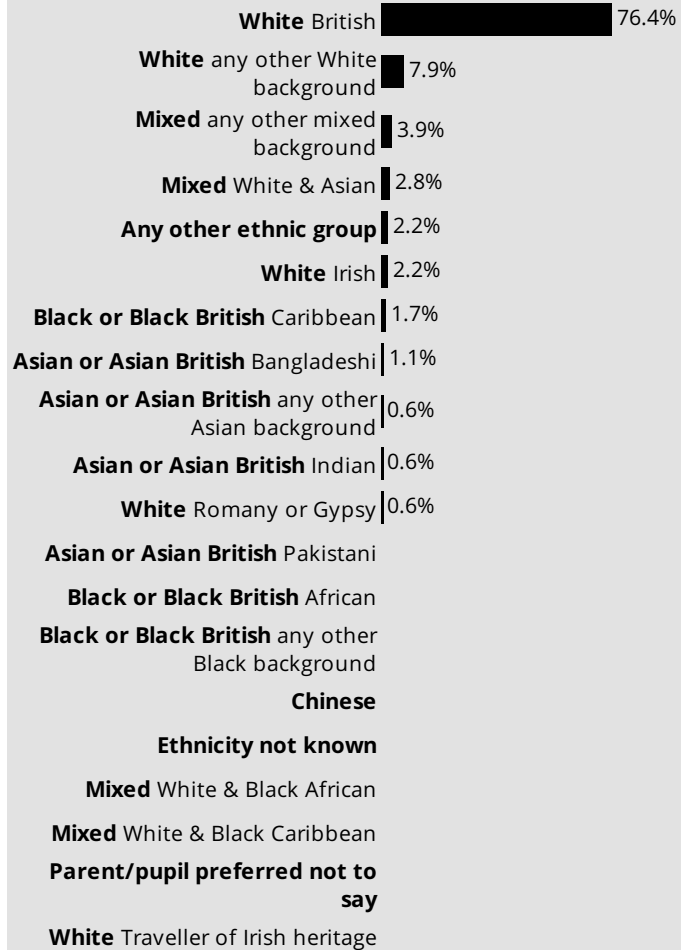 White British 76.4%
White any other White
background 7.9%
Mixed any other mixed
background 3.9%
Mixed White & Asian 2.8%
Any other ethnic group 2.2%
White Irish 2.2%
Black or Black British Caribbean 1.7%
Asian or Asian British Bangladeshi 1.1%
Asian or Asian British any other
Asian background 0.6%
Asian or Asian British Indian 0.6%
White Romany or Gypsy 0.6%
Asian or Asian British Pakistani
Black or Black British African
Black or Black British any other
Black background
Chinese
Ethnicity not known
Mixed White & Black African
Mixed White & Black Caribbean
Parent/pupil preferred not to
say
White Traveller of Irish heritage